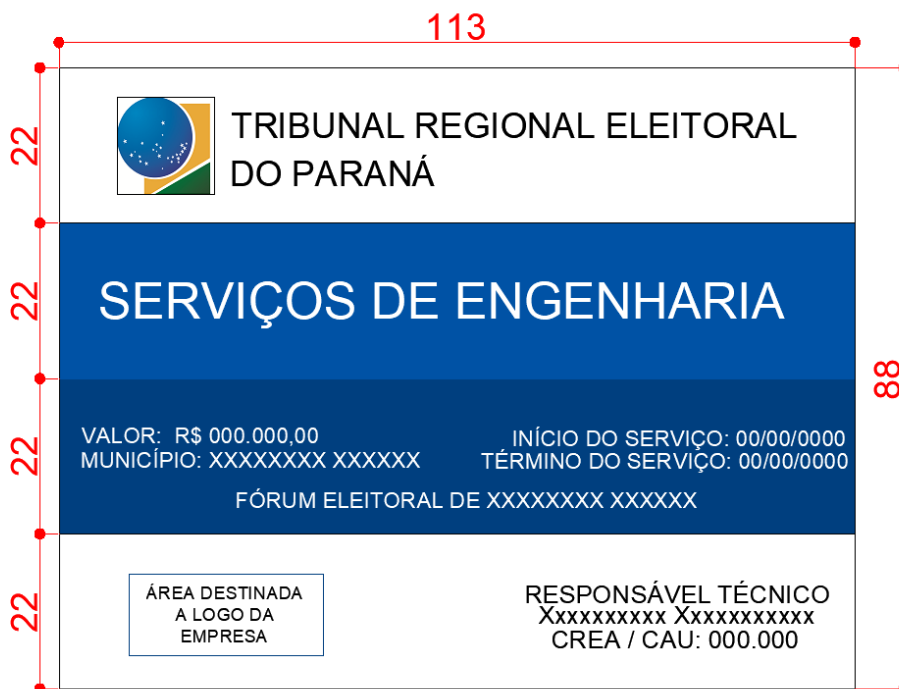 113
22
TRIBUNAL REGIONAL ELEITORAL
DO PARANÁ
22
SERVIÇOS DE ENGENHARIA
88
22
VALOR: R$ 000.000,00
MUNICÍPIO: XXXXXXXX XXXXXX
INÍCIO DO SERVIÇO: 00/00/0000
TÉRMINO DO SERVIÇO: 00/00/0000
FÓRUM ELEITORAL DE XXXXXXXX XXXXXX
22
ÁREA DESTINADA
A LOGO DA
EMPRESA
RESPONSÁVEL TÉCNICO
Xxxxxxxxxx Xxxxxxxxxxx
CREA / CAU: 000.000